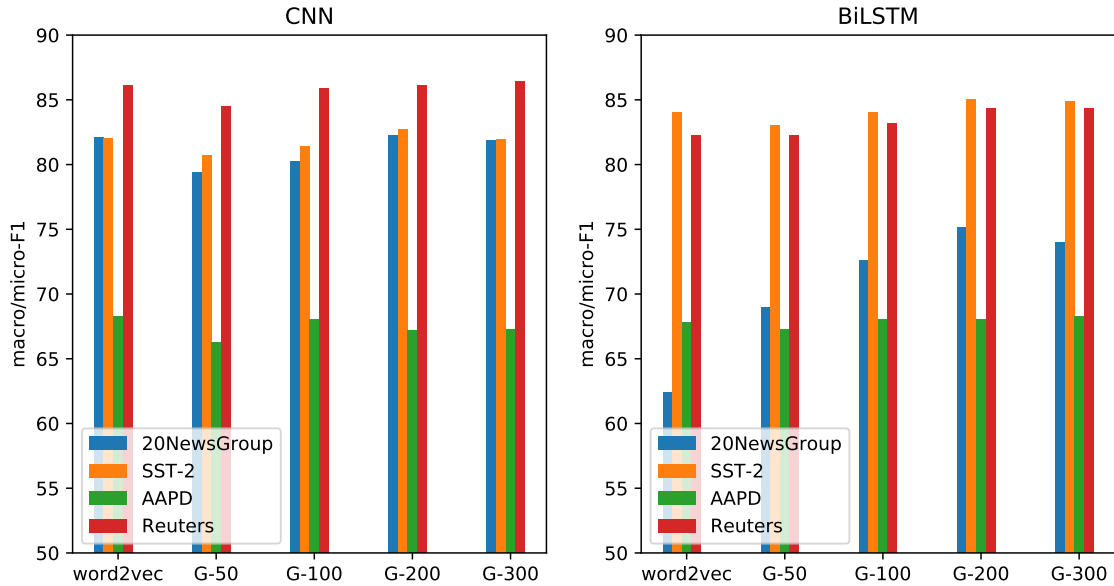 CNN
macro/micro-F1
90
85
80
75
70
65
60
55
50
20NewsGroup
SST-2
AAPD
Reuters
word2vec G-50 G-100 G-200 G-300
BiLSTM
macro/micro-F1
90
85
80
75
70
65
60
55
50
20NewsGroup
SST-2
AAPD
Reuters
word2vec G-50 G-100 G-200 G-300